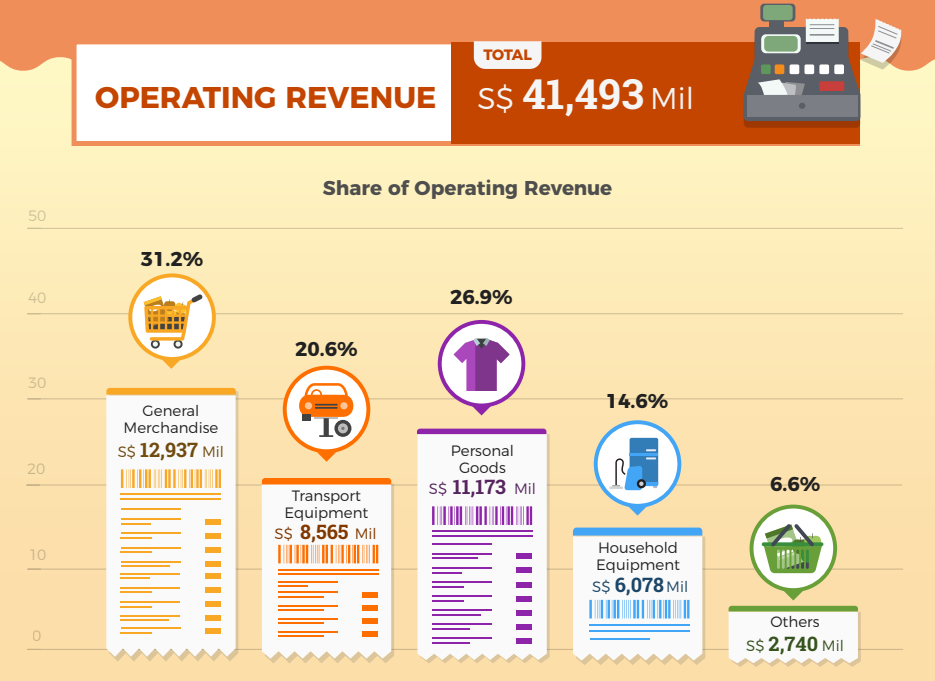 TOTAL
OPERATING REVENUE
S$ 41,493 Mil
Share of Operating Revenue
50
40
30
20
10
0
31.2%
General
Merchandise
S$ 12,937 Mil
20.6%
Transport
Equipment
S$ 8,565 Mil
26.9%
Personal
Goods
S$ 11,173 Mil
14.6%
Household
Equipment
S$ 6,078 Mil
6.6%
Others
S$ 2,740 Mil